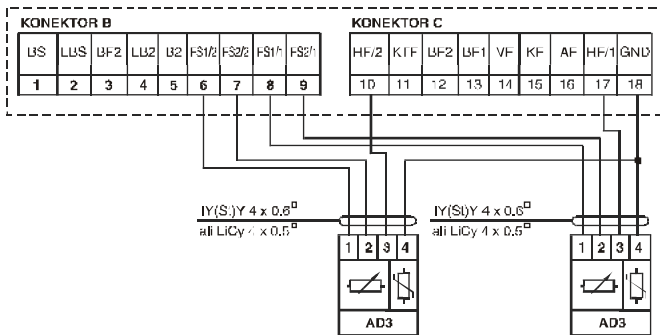 KONEKTOR B
KONEKTOR C
BS LBS BF2 LB2 B2 FS1/2 FS2/2 FS1/1 FS2/1
HF/2 KTF BF2 BF1 VF KF AF HF/1 GND
1 2 3 4 5 6 7 8 9
10 11 12 13 14 15 16 17 18
IY(St)Y 4 x 0.6
ali LiCy 4 x 0.5
IY(St)Y 4 x 0.6
ali LiCy 4 x 0.5
1 2 3 4
1 2 3 4
AD3
AD3